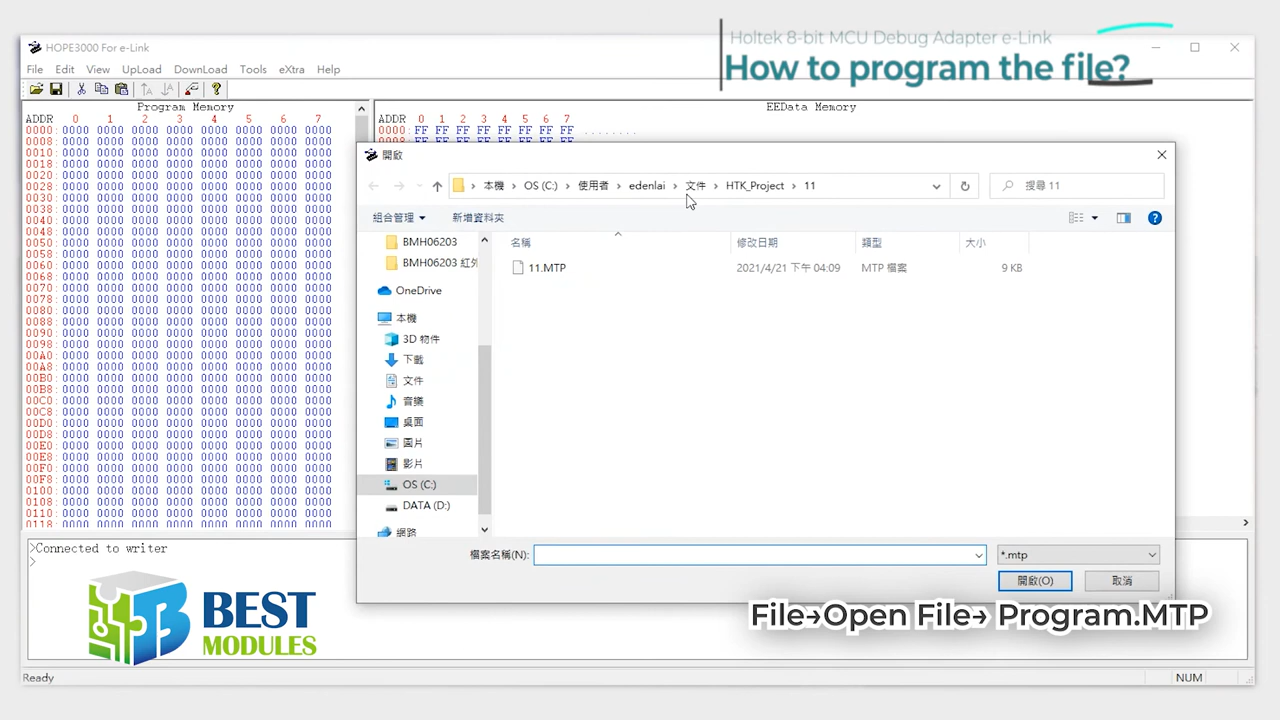 Holtek 8-bit MCU Debug Adapter e-Link
How to program the file?
HOPE3000 For e-Link
File Edit View UpLoad DownLoad Tools eXtra Help
Program Memory
ADDR 0 1 2 3 4 5 6 7
0000: 0000 0000 0000 0000 0000 0000 0000 0000
0008: 0000 0000 0000 0000 0000 0000 0000 0000
0010: 0000 0000 0000 0000 0000 0000 0000 0000
0018: 0000 0000 0000 0000 0000 0000 0000 0000
0020: 0000 0000 0000 0000 0000 0000 0000 0000
0028: 0000 0000 0000 0000 0000 0000 0000 0000
0030: 0000 0000 0000 0000 0000 0000 0000 0000
0038: 0000 0000 0000 0000 0000 0000 0000 0000
0040: 0000 0000 0000 0000 0000 0000 0000 0000
0048: 0000 0000 0000 0000 0000 0000 0000 0000
0050: 0000 0000 0000 0000 0000 0000 0000 0000
0058: 0000 0000 0000 0000 0000 0000 0000 0000
0060: 0000 0000 0000 0000 0000 0000 0000 0000
0068: 0000 0000 0000 0000 0000 0000 0000 0000
0070: 0000 0000 0000 0000 0000 0000 0000 0000
0078: 0000 0000 0000 0000 0000 0000 0000 0000
0080: 0000 0000 0000 0000 0000 0000 0000 0000
0088: 0000 0000 0000 0000 0000 0000 0000 0000
0090: 0000 0000 0000 0000 0000 0000 0000 0000
0098: 0000 0000 0000 0000 0000 0000 0000 0000
00A0: 0000 0000 0000 0000 0000 0000 0000 0000
00A8: 0000 0000 0000 0000 0000 0000 0000 0000
00B0: 0000 0000 0000 0000 0000 0000 0000 0000
00B8: 0000 0000 0000 0000 0000 0000 0000 0000
00C0: 0000 0000 0000 0000 0000 0000 0000 0000
00C8: 0000 0000 0000 0000 0000 0000 0000 0000
00D0: 0000 0000 0000 0000 0000 0000 0000 0000
00D8: 0000 0000 0000 0000 0000 0000 0000 0000
00E0: 0000 0000 0000 0000 0000 0000 0000 0000
00E8: 0000 0000 0000 0000 0000 0000 0000 0000
00F0: 0000 0000 0000 0000 0000 0000 0000 0000
00F8: 0000 0000 0000 0000 0000 0000 0000 0000
0100: 0000 0000 0000 0000 0000 0000 0000 0000
0108: 0000 0000 0000 0000 0000 0000 0000 0000
0110: 0000 0000 0000 0000 0000 0000 0000 0000
0118: 0000 0000 0000 0000 0000 0000 0000 0000
EEData Memory
ADDR 0 1 2 3 4 5 6 7
0000: FF FF FF FF FF FF FF FF ........
開啟
本機 > OS (C:) > 使用者 > edenlai > 文件 > HTK_Project > 11
搜尋 11
組合管理 新增資料夾
BMH06203
BMH06203 紅外
OneDrive
本機
3D 物件
下載
文件
音樂
桌面
圖片
影片
OS (C:)
DATA (D:)
網路
名稱 修改日期 類型 大小
11.MTP 2021/4/21 下午 04:09 MTP 檔案 9 KB
檔案名稱(N): *.mtp
開啟(O) 取消
>Connected to writer
>
BEST
MODULES
File→Open File→ Program.MTP
Ready NUM